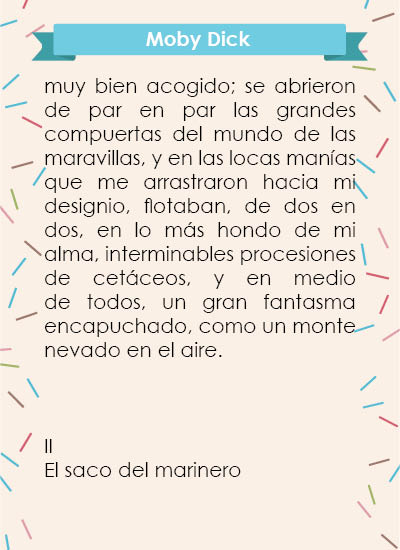 Moby Dick
muy bien acogido; se abrieron
de par en par las grandes
compuertas del mundo de las
maravillas, y en las locas manías
que me arrastraron hacia mi
designio, flotaban, de dos en
dos, en lo más hondo de mi
alma, interminables procesiones
de cetáceos, y en medio
de todos, un gran fantasma
encapuchado, como un monte
nevado en el aire.
II
El saco del marinero